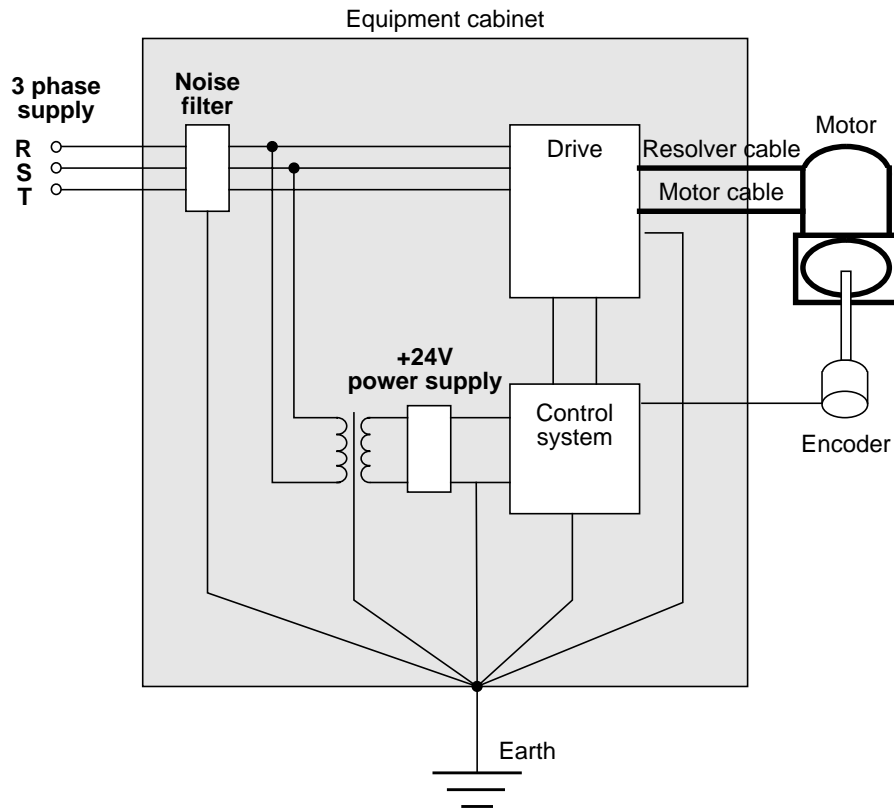 Equipment cabinet
3 phase
supply
Noise
filter
R
S
T
Drive
Resolver cable
Motor cable
Motor
+24V
power supply
Control
system
Encoder
Earth